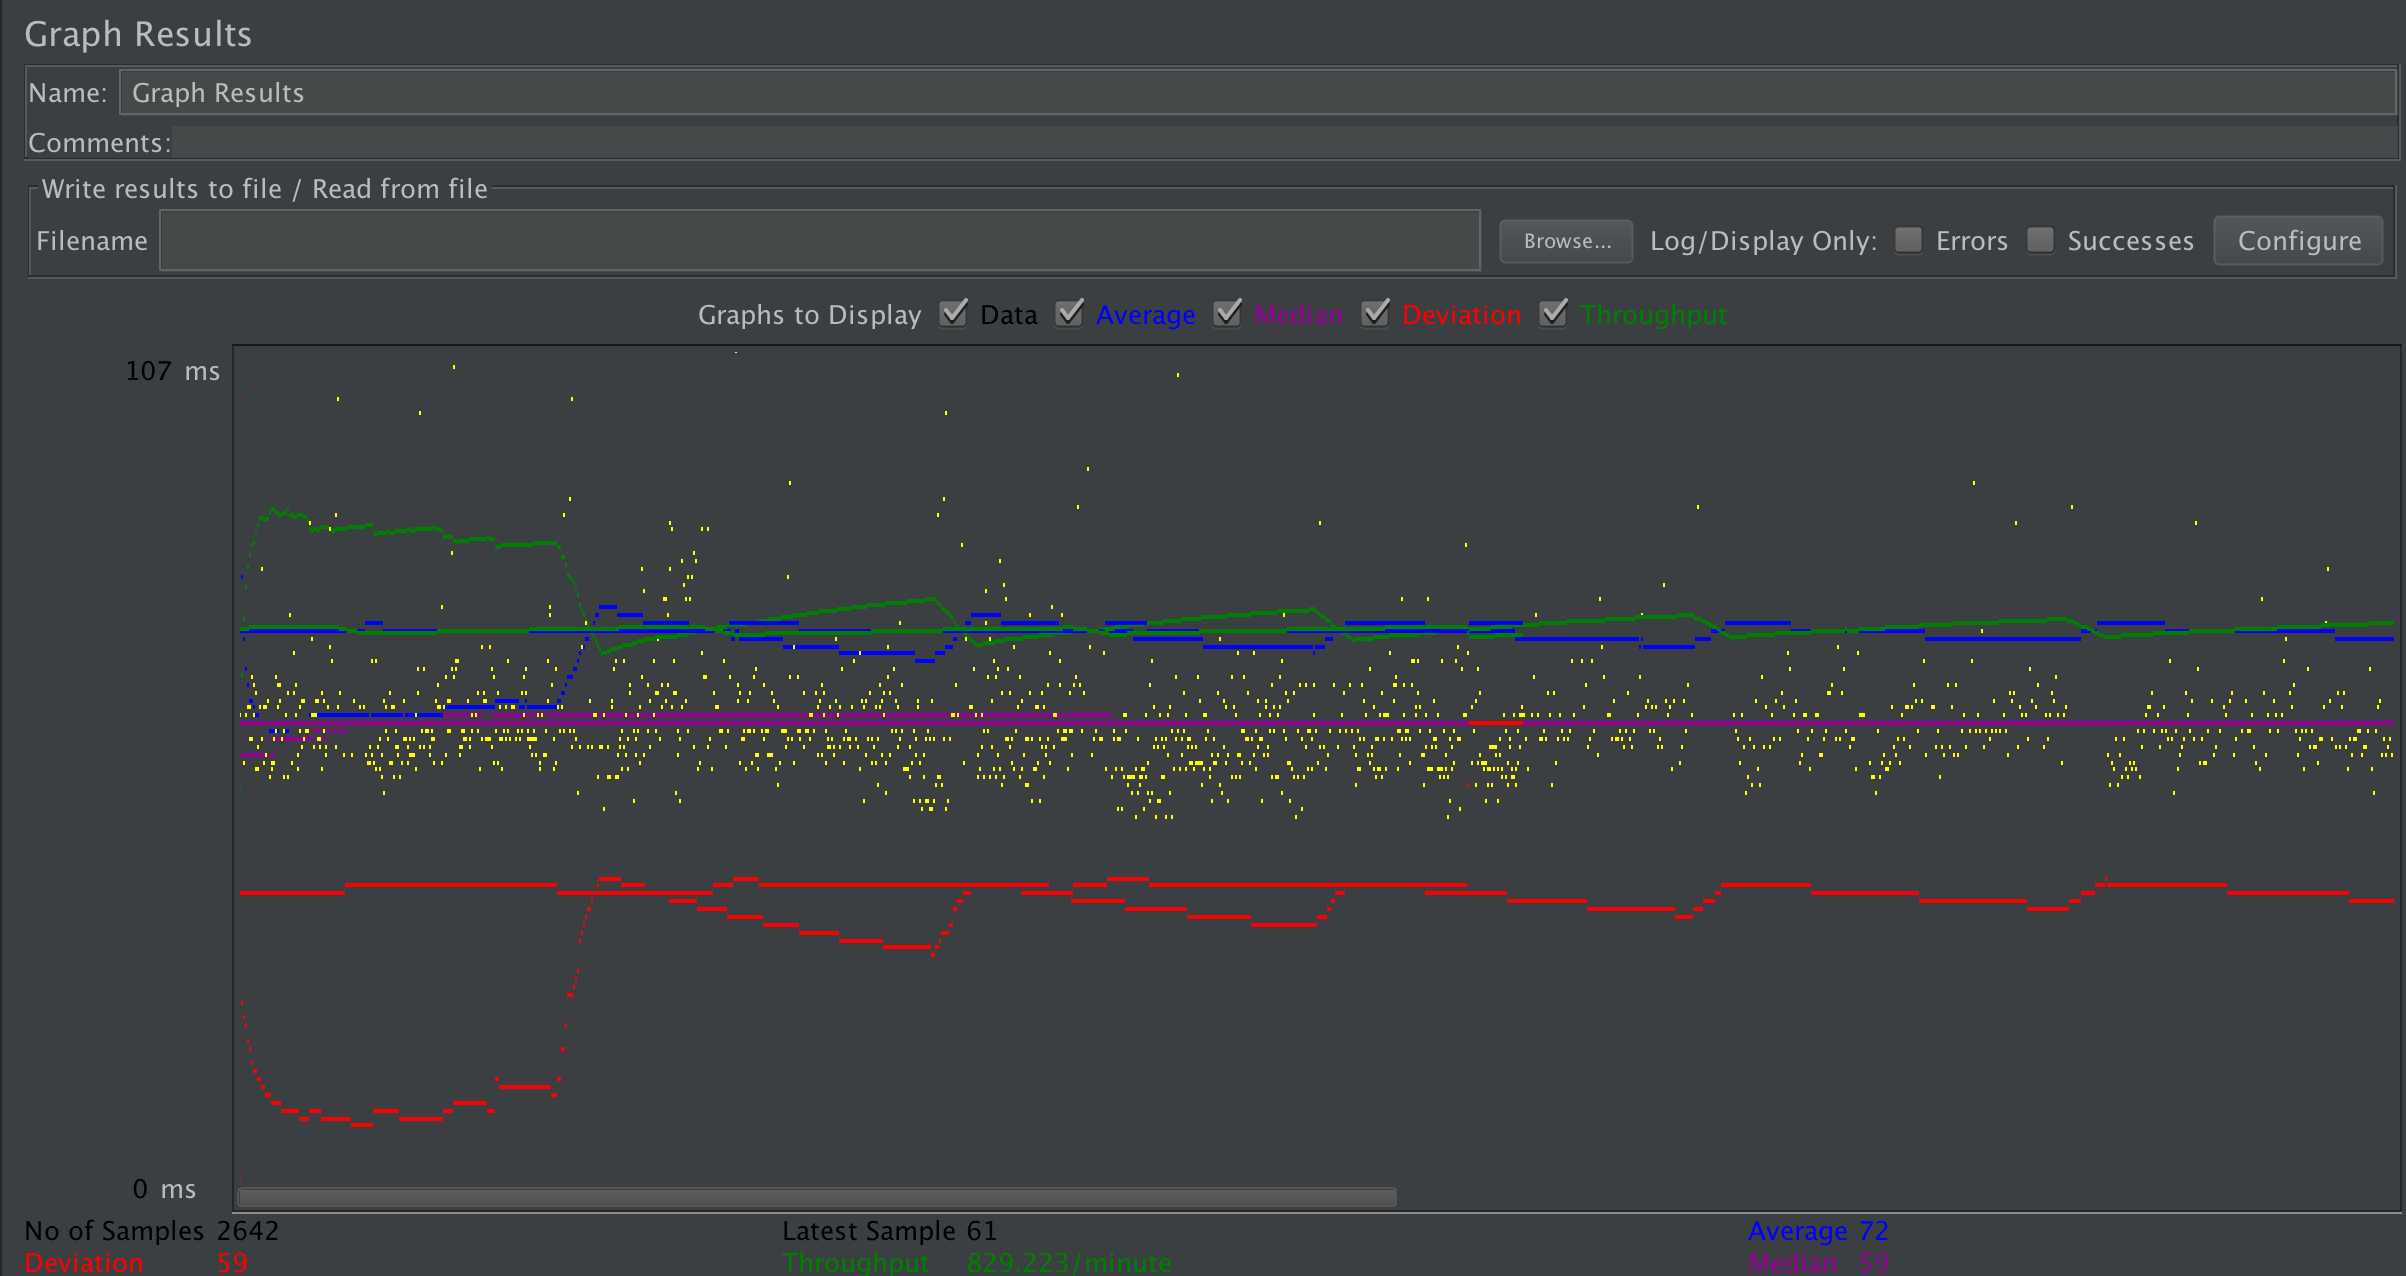 Graph Results
Name: Graph Results
Comments:
Write results to file / Read from file
Filename Browse... Log/Display Only: Errors Successes Configure
Graphs to Display Data Average Median Deviation Throughput
107 ms
0 ms
No of Samples 2642 Latest Sample 61 Average 72
Deviation 59 Throughput 829.223/minute Median 59